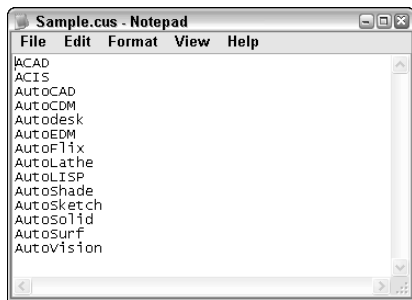 Sample.cus - Notepad
File Edit Format View Help
ACAD
ACIS
AutoCAD
AutoCDM
Autodesk
AutoEDM
AutoFlix
AutoLathe
AutoLISP
AutoShade
AutoSketch
AutoSolid
AutoSurf
AutoVision